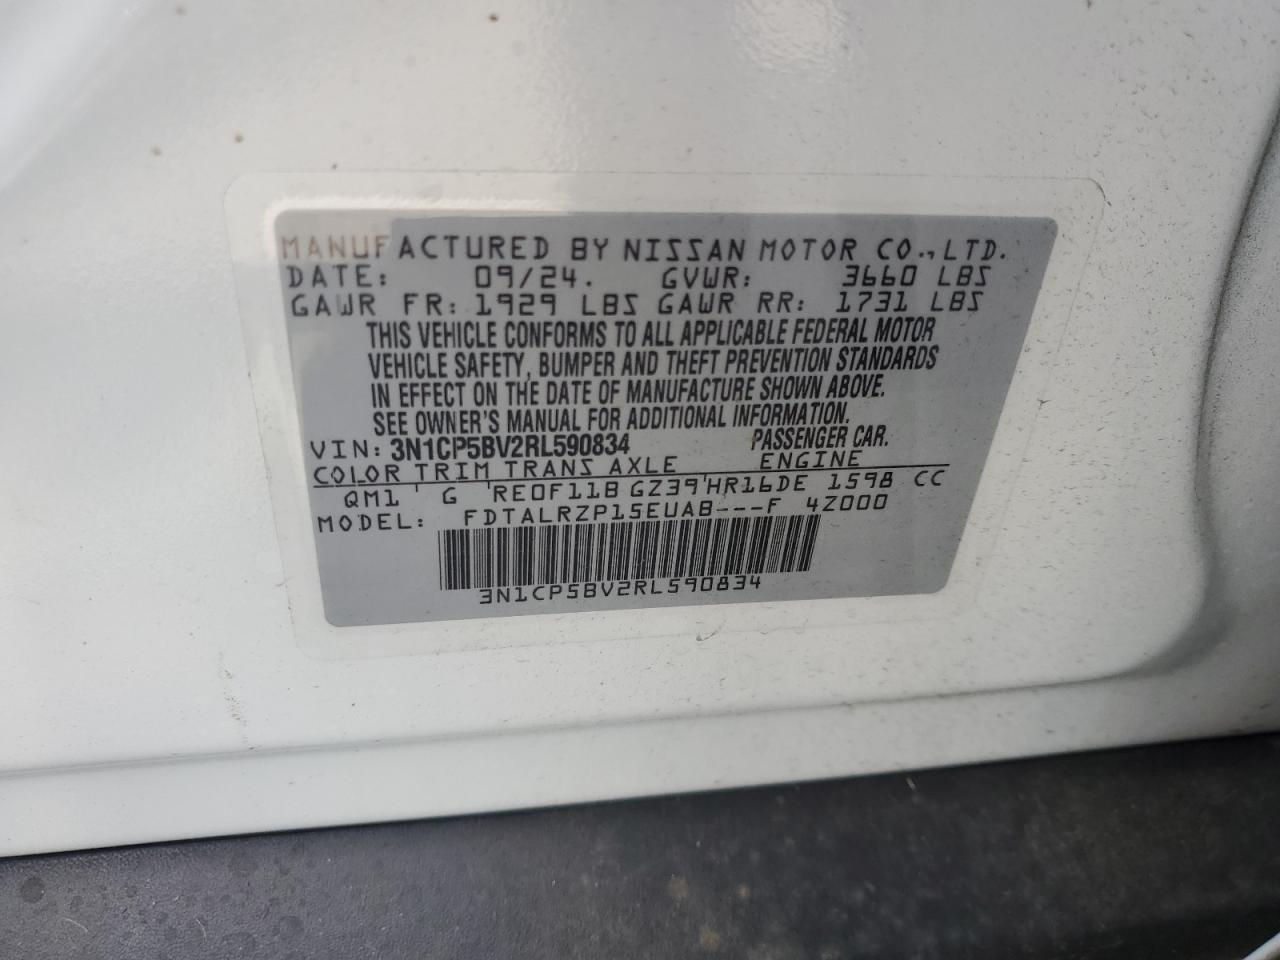 MANUFACTURED BY NISSAN MOTOR CO., LTD.
DATE: 09/24. GVWR: 3660 LBS
GAWR FR: 1929 LBS GAWR RR: 1731 LBS
THIS VEHICLE CONFORMS TO ALL APPLICABLE FEDERAL MOTOR
VEHICLE SAFETY, BUMPER AND THEFT PREVENTION STANDARDS
IN EFFECT ON THE DATE OF MANUFACTURE SHOWN ABOVE.
SEE OWNER'S MANUAL FOR ADDITIONAL INFORMATION.
VIN: 3N1CP5BV2RL590834 PASSENGER CAR.
COLOR TRIM TRANS AXLE ENGINE
QM1 ' G 'RE0F11B GZ39'HR16DE 1598 CC
MODEL: FDTALRZP15EUAB---F 4Z000
3N1CP5BV2RL590834